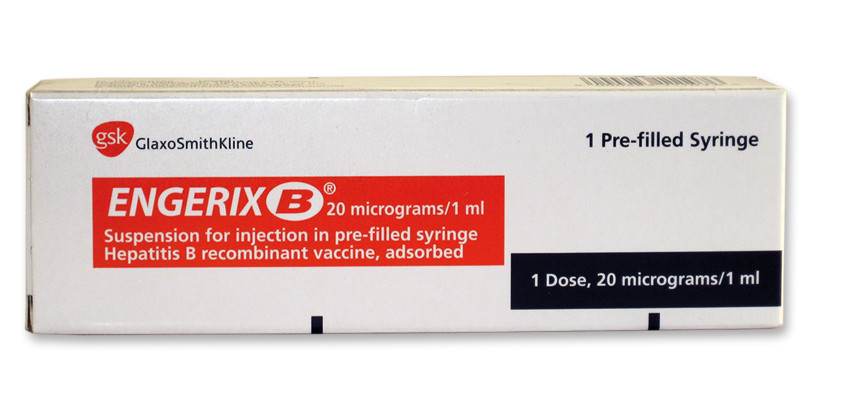 gsk GlaxoSmithKline
1 Pre-filled Syringe
ENGERIX B® 20 micrograms/1 ml
Suspension for injection in pre-filled syringe
Hepatitis B recombinant vaccine, adsorbed
1 Dose, 20 micrograms/1 ml